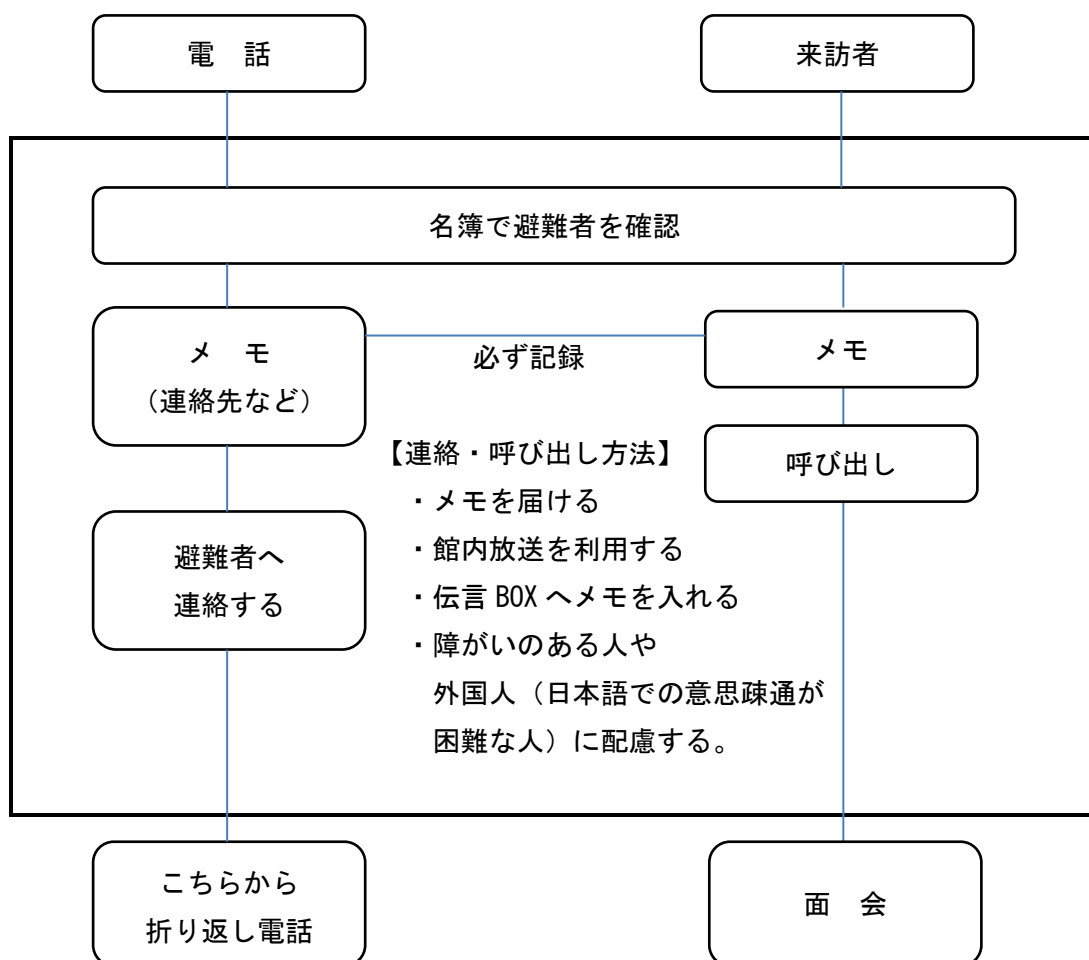 電　話
来訪者
名簿で避難者を確認
メ　モ
（連絡先など）
必ず記録
メモ
【連絡・呼び出し方法】
・メモを届ける
・館内放送を利用する
・伝言 BOX へメモを入れる
・障がいのある人や
外国人（日本語での意思疎通が
困難な人）に配慮する。
呼び出し
避難者へ
連絡する
こちらから
折り返し電話
面　会